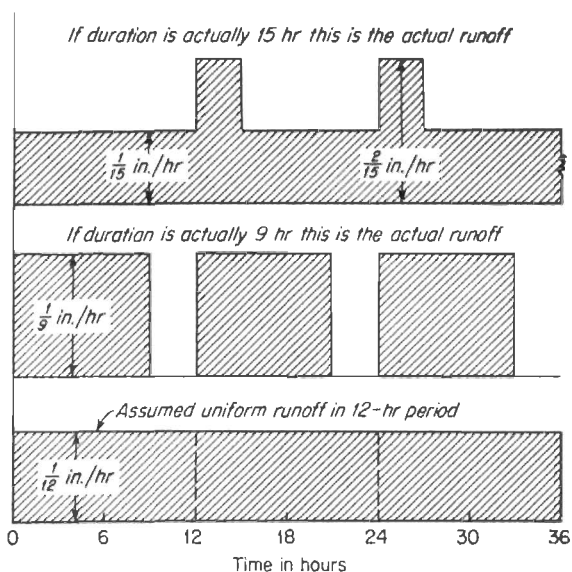 If duration is actually 15 hr this is the actual runoff
1/15 in./hr
2/15 in./hr
If duration is actually 9 hr this is the actual runoff
1/9 in./hr
Assumed uniform runoff in 12-hr period
1/12 in./hr
0 6 12 18 24 30 36
Time in hours